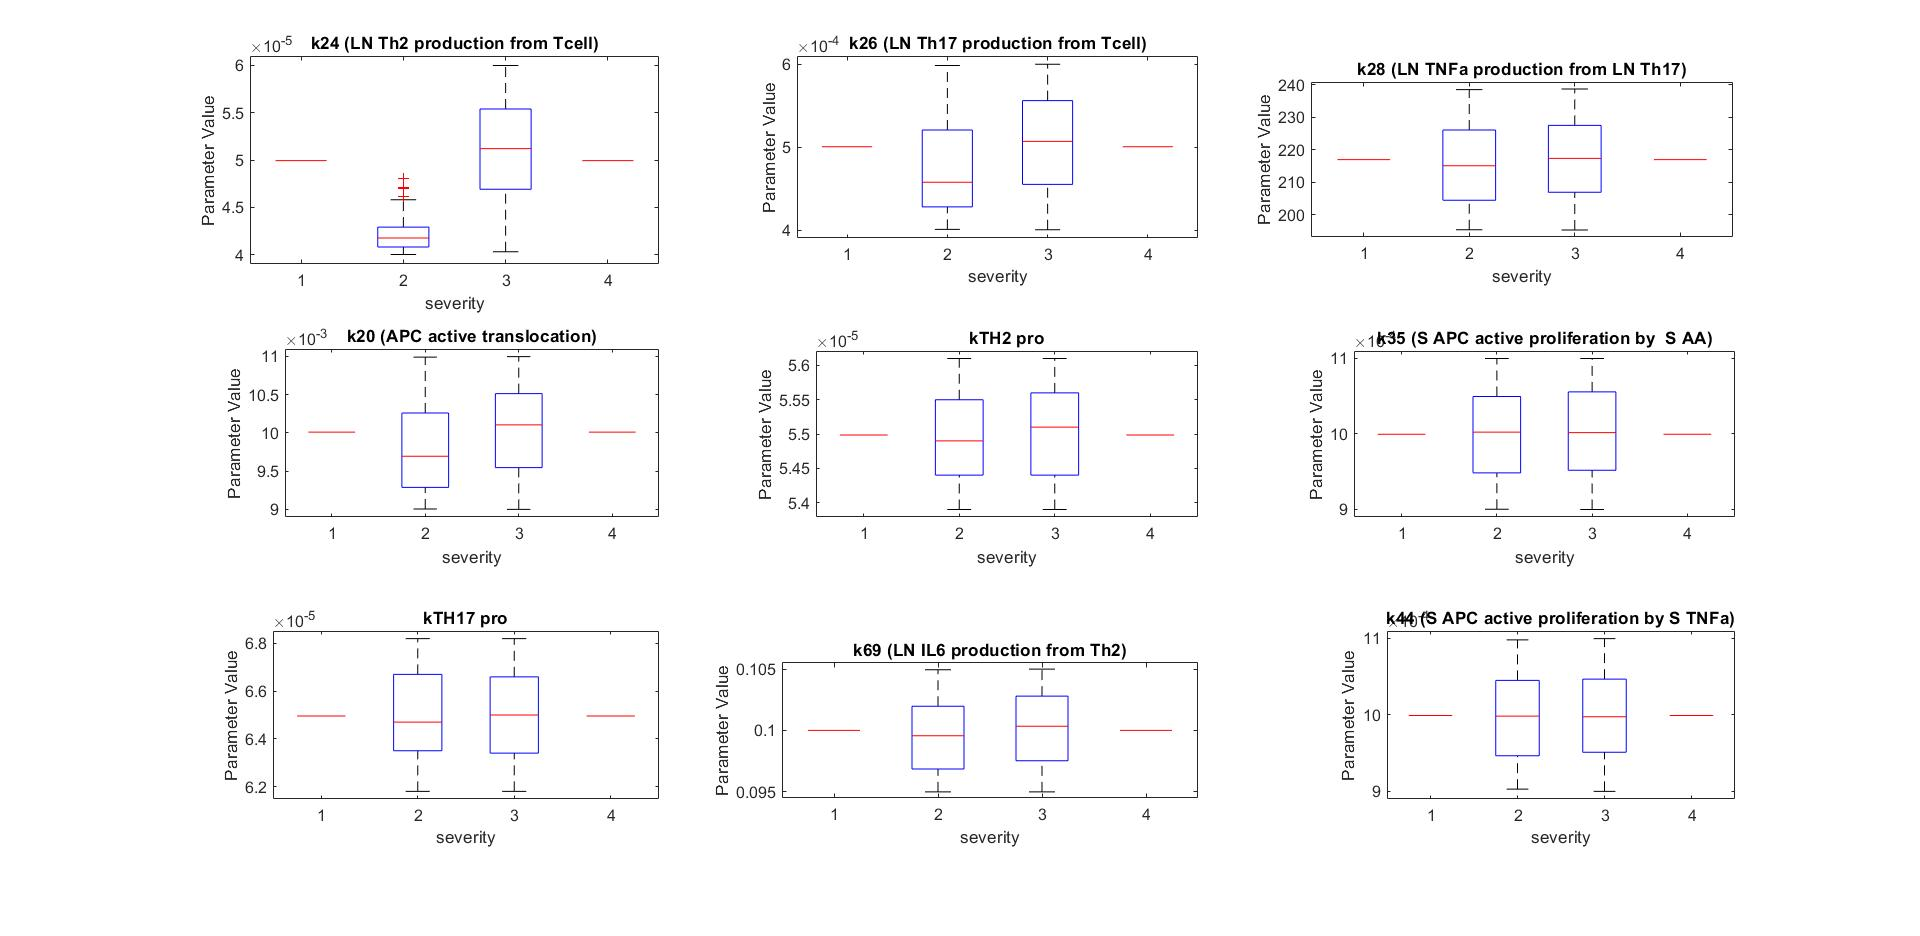 ×10-5 k24 (LN Th2 production from Tcell)
×10-4 k26 (LN Th17 production from Tcell)
k28 (LN TNFa production from LN Th17)
Parameter Value
6
5.5
5
4.5
4
1 2 3 4
severity
Parameter Value
6
5
4
1 2 3 4
severity
Parameter Value
240
230
220
210
200
1 2 3 4
severity
×10-3 k20 (APC active translocation)
Parameter Value
11
10.5
10
9.5
9
1 2 3 4
severity
×10-5 kTH2 pro
Parameter Value
5.6
5.55
5.5
5.45
5.4
1 2 3 4
severity
k35 (S APC active proliferation by S AA)
Parameter Value
11
10
9
1 2 3 4
severity
×10-5 kTH17 pro
Parameter Value
6.8
6.6
6.4
6.2
1 2 3 4
severity
k69 (LN IL6 production from Th2)
Parameter Value
0.105
0.1
0.095
1 2 3 4
severity
k44 (S APC active proliferation by S TNFa)
Parameter Value
11
10
9
1 2 3 4
severity